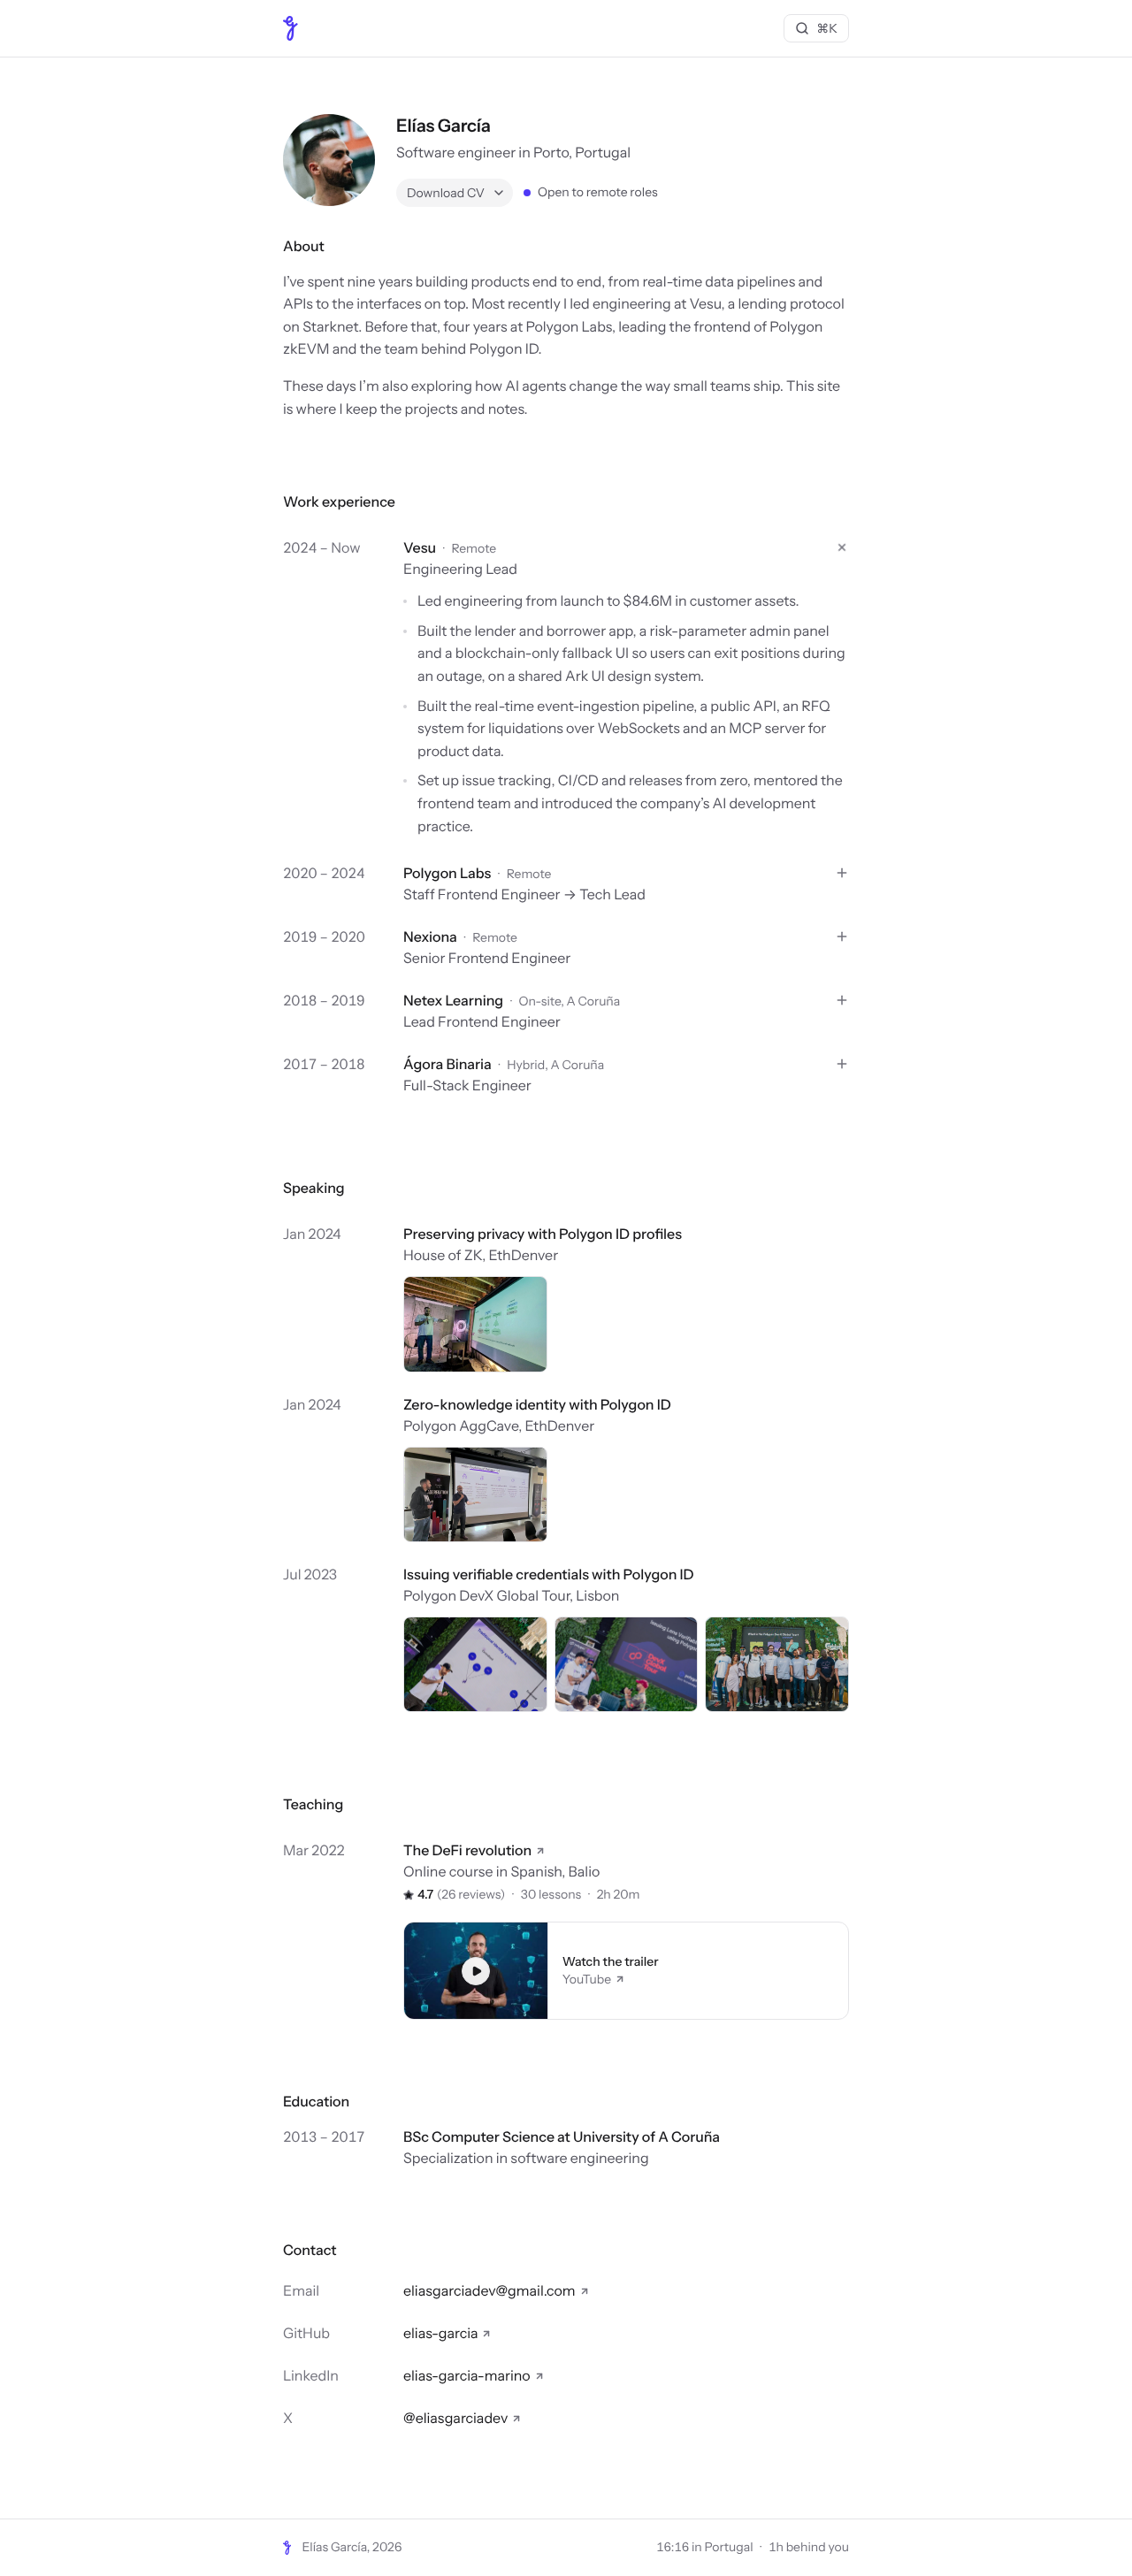 ⌘K
Elías García
Software engineer in Porto, Portugal
Download CV
Open to remote roles
About
I’ve spent nine years building products end to end, from real-time data pipelines and
APIs to the interfaces on top. Most recently I led engineering at Vesu, a lending protocol
on Starknet. Before that, four years at Polygon Labs, leading the frontend of Polygon
zkEVM and the team behind Polygon ID.
These days I’m also exploring how AI agents change the way small teams ship. This site
is where I keep the projects and notes.
Work experience
2024 – Now
Vesu · Remote
Engineering Lead
Led engineering from launch to $84.6M in customer assets.
Built the lender and borrower app, a risk-parameter admin panel
and a blockchain-only fallback UI so users can exit positions during
an outage, on a shared Ark UI design system.
Built the real-time event-ingestion pipeline, a public API, an RFQ
system for liquidations over WebSockets and an MCP server for
product data.
Set up issue tracking, CI/CD and releases from zero, mentored the
frontend team and introduced the company’s AI development
practice.
2020 – 2024
Polygon Labs · Remote
Staff Frontend Engineer → Tech Lead
2019 – 2020
Nexiona · Remote
Senior Frontend Engineer
2018 – 2019
Netex Learning · On-site, A Coruña
Lead Frontend Engineer
2017 – 2018
Ágora Binaria · Hybrid, A Coruña
Full-Stack Engineer
Speaking
Jan 2024
Preserving privacy with Polygon ID profiles
House of ZK, EthDenver
Jan 2024
Zero-knowledge identity with Polygon ID
Polygon AggCave, EthDenver
Jul 2023
Issuing verifiable credentials with Polygon ID
Polygon DevX Global Tour, Lisbon
Teaching
Mar 2022
The DeFi revolution ↗
Online course in Spanish, Balio
★ 4.7 (26 reviews) · 30 lessons · 2h 20m
Watch the trailer
YouTube ↗
Education
2013 – 2017
BSc Computer Science at University of A Coruña
Specialization in software engineering
Contact
Email
eliasgarciadev@gmail.com ↗
GitHub
elias-garcia ↗
LinkedIn
elias-garcia-marino ↗
X
@eliasgarciadev ↗
Elías García, 2026
16:16 in Portugal · 1h behind you